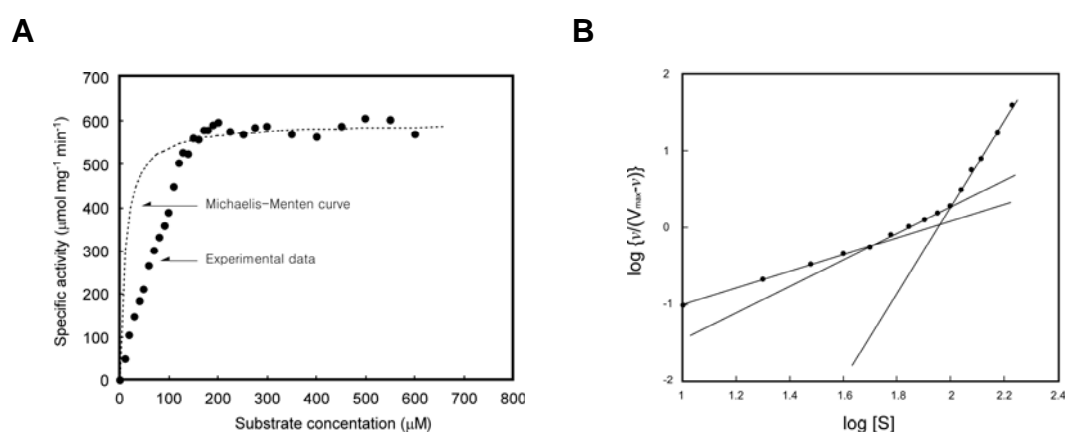 A
700
600
500
400
300
200
100
0
Specific activity (μmol mg⁻¹ min⁻¹)
Michaelis-Menten curve
Experimental data
0 100 200 300 400 500 600 700 800
Substrate concentation (μM)
B
2
1
0
-1
-2
log {ν/(Vmax-ν)}
1 1.2 1.4 1.6 1.8 2 2.2 2.4
log [S]